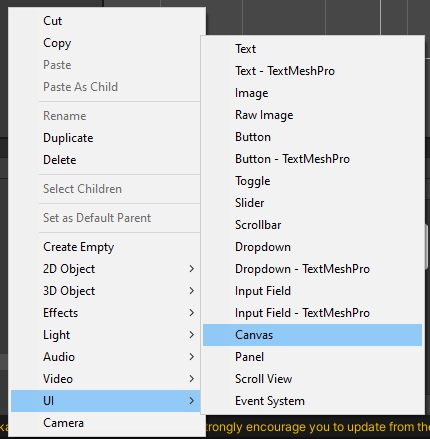 Cut
Copy
Paste
Paste As Child
Rename
Duplicate
Delete
Select Children
Set as Default Parent
Create Empty
2D Object
3D Object
Effects
Light
Audio
Video
UI
Camera
Text
Text - TextMeshPro
Image
Raw Image
Button
Button - TextMeshPro
Toggle
Slider
Scrollbar
Dropdown
Dropdown - TextMeshPro
Input Field
Input Field - TextMeshPro
Canvas
Panel
Scroll View
Event System
trongly encourage you to update from the